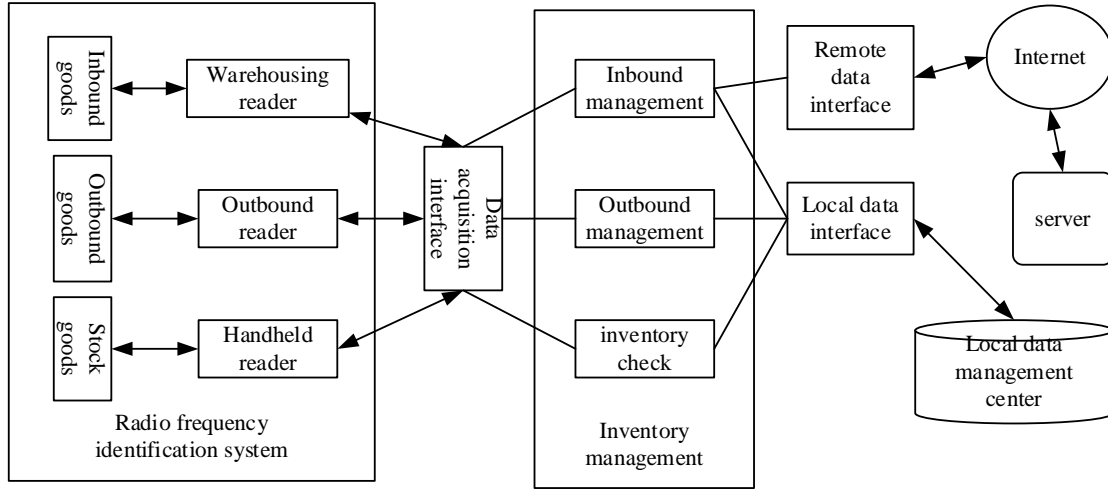 Inbound
goods
Warehousing
reader
Outbound
goods
Outbound
reader
Stock
goods
Handheld
reader
Radio frequency
identification system
Data
acquisition
interface
Inbound
management
Outbound
management
inventory
check
Inventory
management
Remote
data
interface
Local data
interface
Internet
server
Local data
management
center